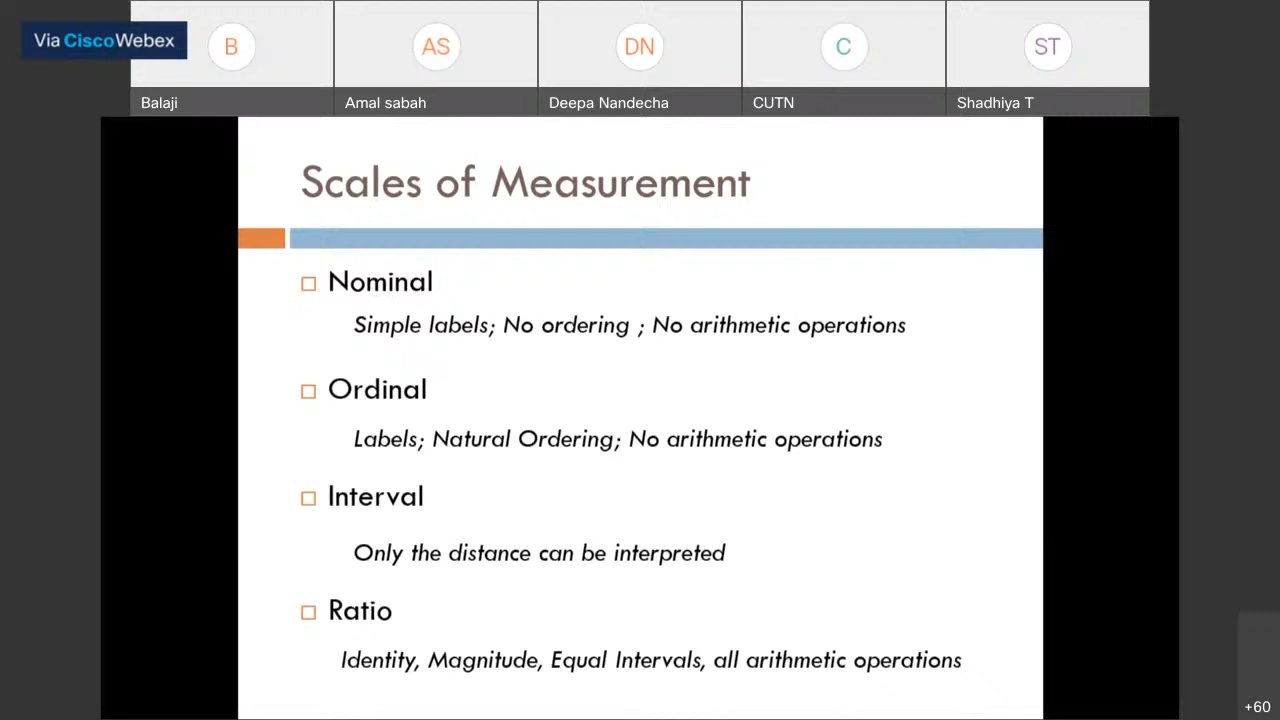 Via CiscoWebex
B
AS
DN
C
ST
Balaji
Amal sabah
Deepa Nandecha
CUTN
Shadhiya T
Scales of Measurement
Nominal
Simple labels; No ordering ; No arithmetic operations
Ordinal
Labels; Natural Ordering; No arithmetic operations
Interval
Only the distance can be interpreted
Ratio
Identity, Magnitude, Equal Intervals, all arithmetic operations
+60